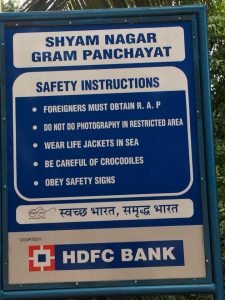 SHYAM NAGAR
GRAM PANCHAYAT
SAFETY INSTRUCTIONS
• FOREIGNERS MUST OBTAIN R. A. P
• DO NOT DO PHOTOGRAPHY IN RESTRICTED AREA
• WEAR LIFE JACKETS IN SEA
• BE CAREFUL OF CROCODILES
• OBEY SAFETY SIGNS
स्वच्छ भारत, समृद्ध भारत
COURTESY:
HDFC BANK